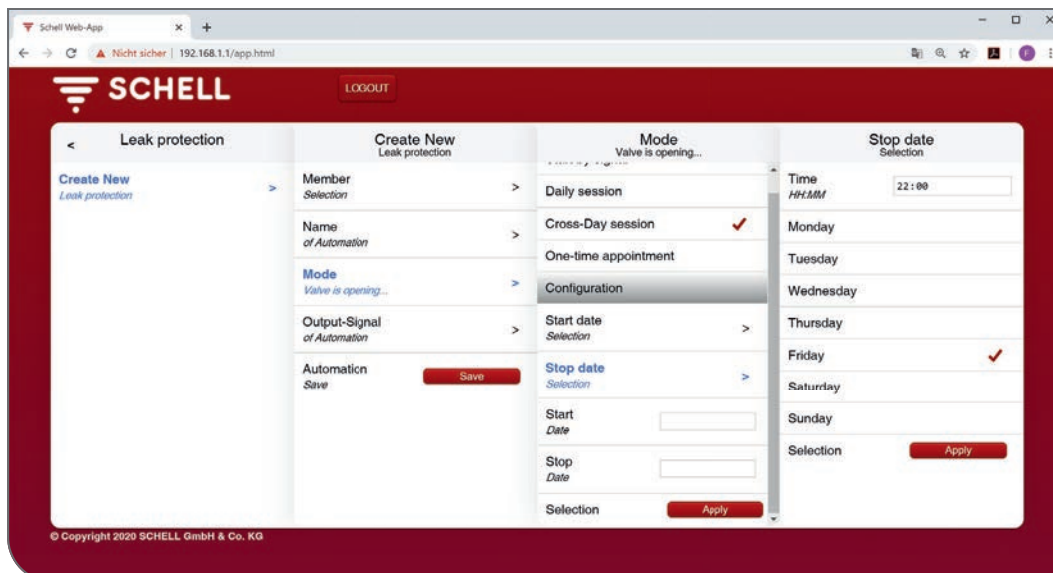 Schell Web-App
Nicht sicher | 192.168.1.1/app.html
F
SCHELL
LOGOUT
< Leak protection
Create New
Leak protection
>
Create New
Leak protection
Member
Selection
>
Name
of Automation
>
Mode
Valve is opening...
>
Output-Signal
of Automation
>
Automation
Save
Save
Mode
Valve is opening...
Daily session
Cross-Day session
One-time appointment
Configuration
Start date
Selection
>
Stop date
Selection
>
Start
Date
Stop
Date
Selection
Apply
Stop date
Selection
Time
HH:MM
22:00
Monday
Tuesday
Wednesday
Thursday
Friday
Saturday
Sunday
Selection
Apply
© Copyright 2020 SCHELL GmbH & Co. KG